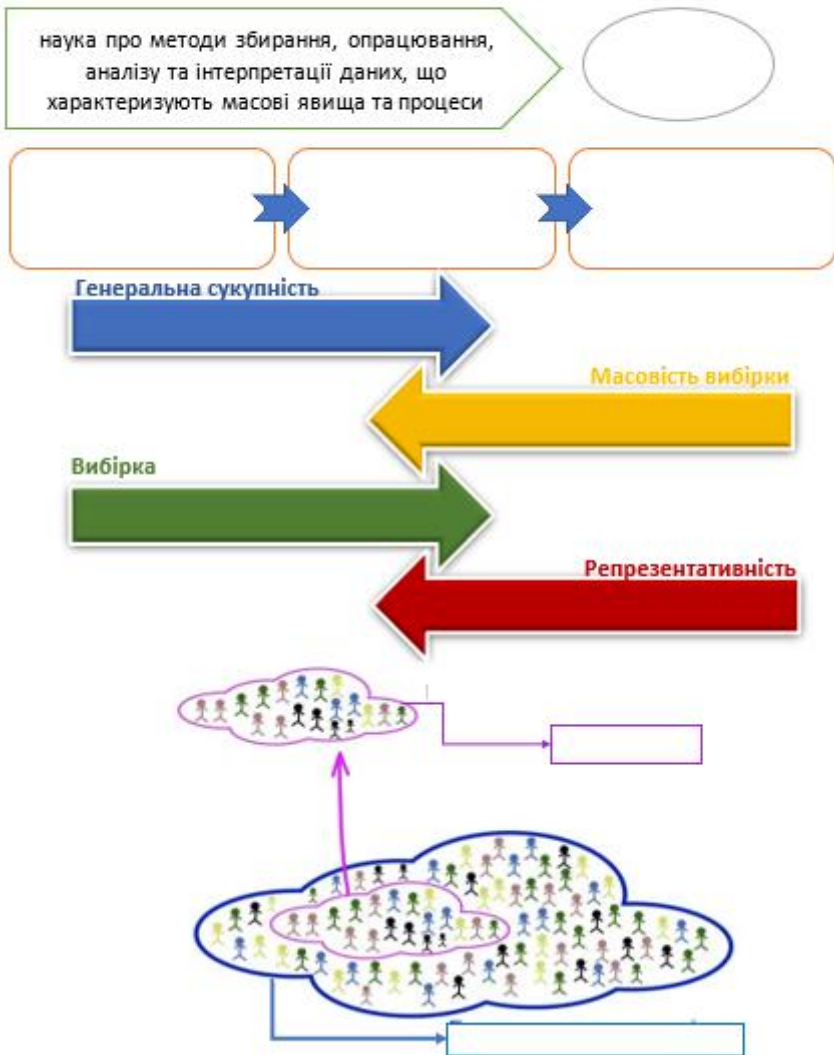 наука про методи збирання, опрацювання,
аналізу та інтерпретації даних, що
характеризують масові явища та процеси
Генеральна сукупність
Масовість вибірки
Вибірка
Репрезентативність